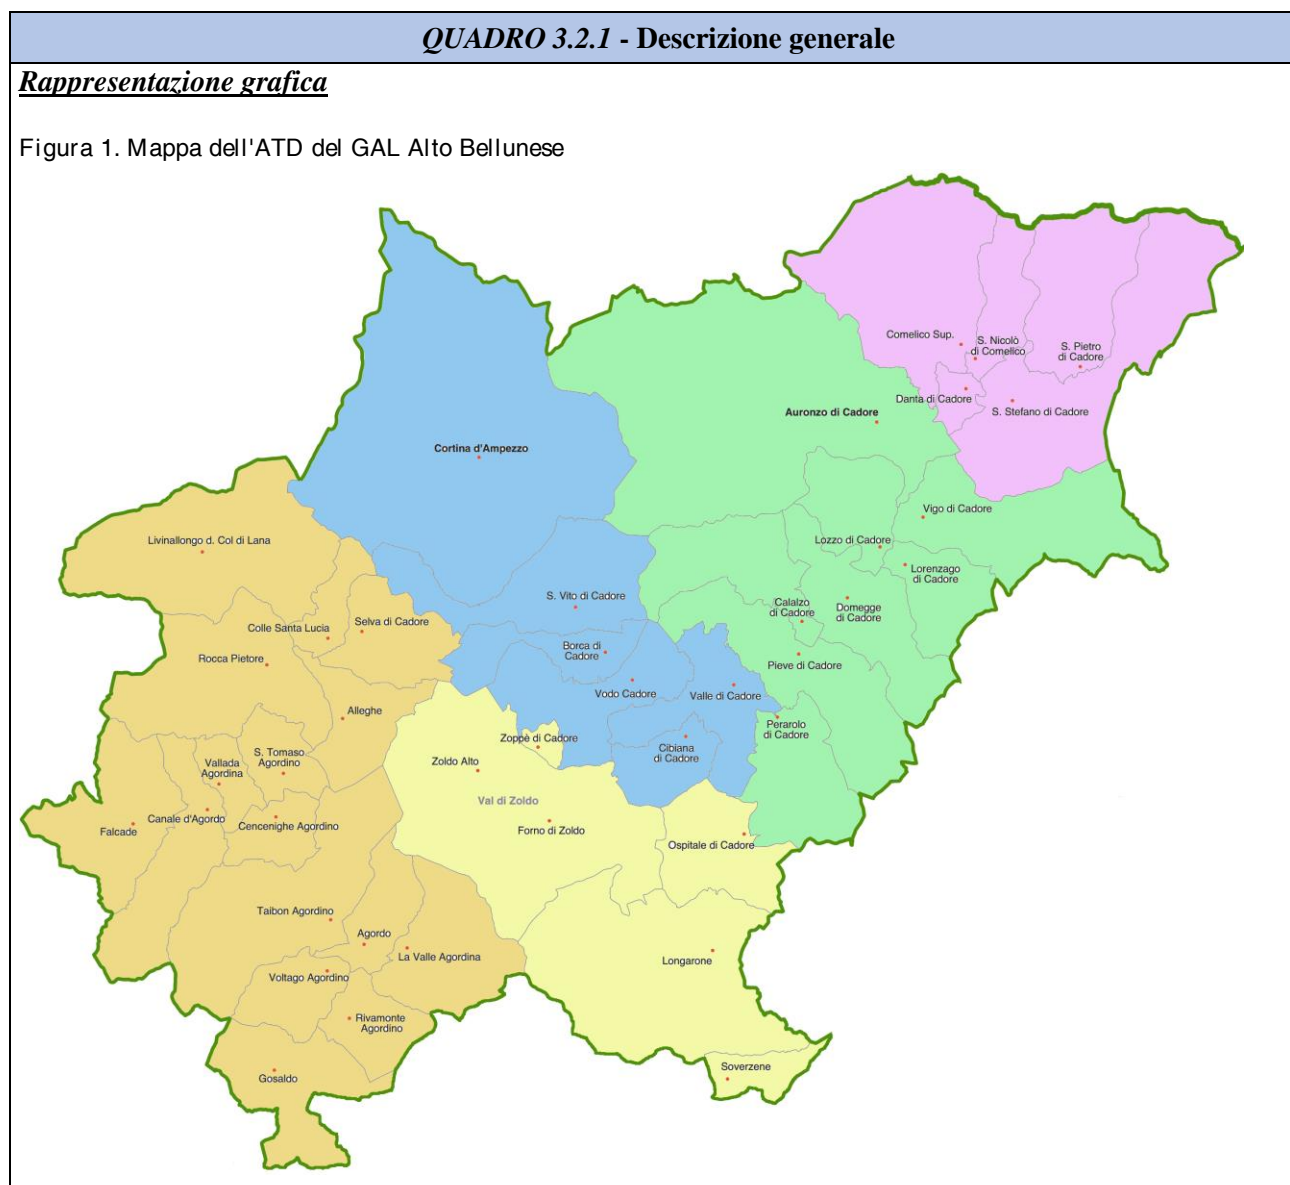 QUADRO 3.2.1 - Descrizione generale
Rappresentazione grafica
Figura 1. Mappa dell'ATD del GAL Alto Bellunese
Comelico Sup.
S. Nicolò
di Comelico
S. Pietro
di Cadore
Danta di Cadore
S. Stefano di Cadore
Auronzo di Cadore
Cortina d'Ampezzo
Vigo di Cadore
Livinallongo d. Col di Lana
Lozzo di Cadore
Lorenzago
di Cadore
S. Vito di Cadore
Calalzo
di Cadore
Domegge
di Cadore
Colle Santa Lucia
Selva di Cadore
Rocca Pietore
Borca di
Cadore
Pieve di Cadore
Vodo Cadore
Valle di Cadore
Alleghe
Perarolo
di Cadore
Zoppè di Cadore
Cibiana
di Cadore
S. Tomaso
Agordino
Vallada
Agordina
Zoldo Alto
Val di Zoldo
Canale d'Agordo
Cencenighe Agordino
Falcade
Forno di Zoldo
Ospitale di Cadore
Taibon Agordino
Agordo
La Valle Agordina
Longarone
Voltago Agordino
Rivamonte
Agordino
Gosaldo
Soverzene